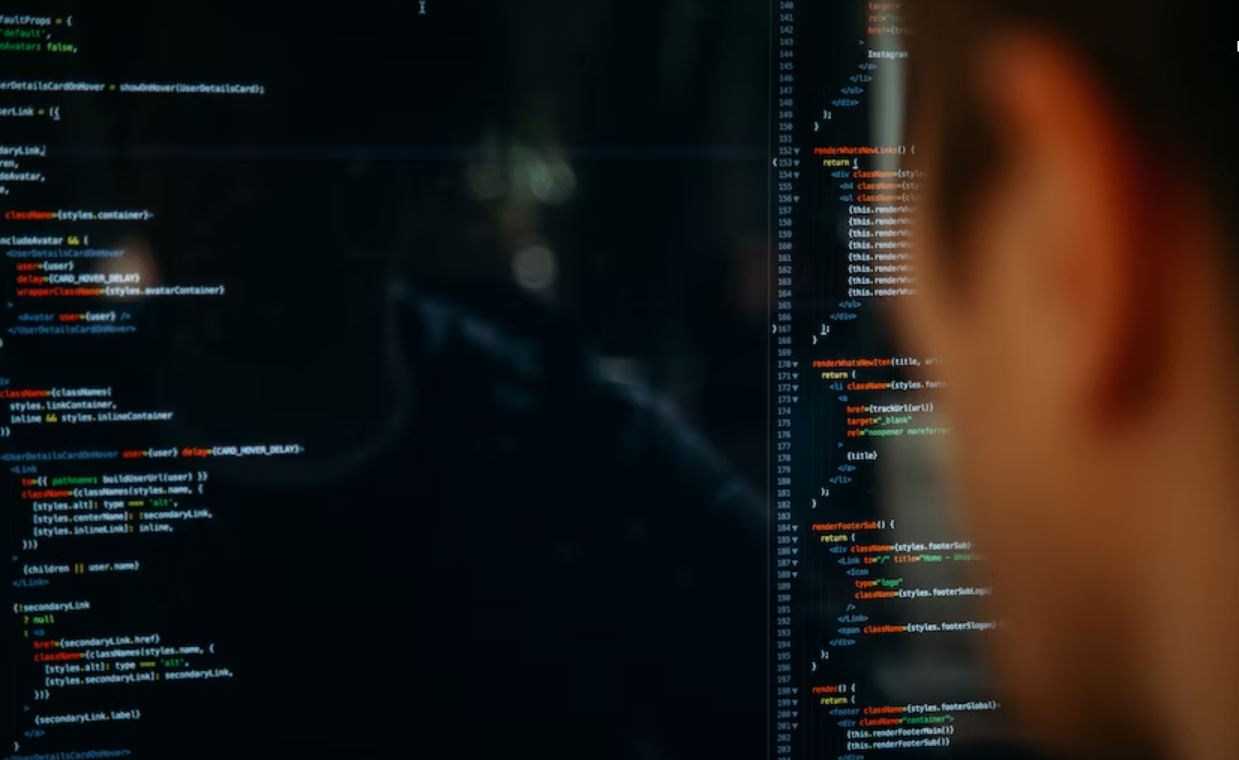 faultProps = {
'default',
eAvatar: false,
erDetailsCardOnHover = showOnHover(UserDetailsCard);
erLink = ({
daryLink,
ren,
deAvatar,
e,
className={styles.container}>
ncludeAvatar && (
<UserDetailsCardOnHover
user={user}
delay={CARD_HOVER_DELAY}
wrapperClassName={styles.avatarContainer}
>
<Avatar user={user} />
</UserDetailsCardOnHover>
)
iv
className={classNames(
styles.linkContainer,
inline && styles.inlineContainer
)}
<UserDetailsCardOnHover user={user} delay={CARD_HOVER_DELAY}>
<Link
to={{ pathname: buildUserUrl(user) }}
className={classNames(styles.name, {
[styles.alt]: type === 'alt',
[styles.centerName]: !secondaryLink,
[styles.inlineLink]: inline,
})}
>
{children || user.name}
</Link>
{!secondaryLink
? null
: <a
href={secondaryLink.href}
className={classNames(styles.name, {
[styles.alt]: type === 'alt',
[styles.secondaryLink]: secondaryLink,
})}
>
{secondaryLink.label}
</a>
}
</UserDetailsCardOnHover>
140 target=
141 rel="
142 href={
143 >
144 Instagram
145 </a>
146 </li>
147 </ul>
148 </div>
149 );
150 }
151
152 renderWhatsNewLinks() {
153 return (
154 <div className={
155 <h4 className={
156 <ul className={
157 {this.renderWha
158 {this.renderWha
159 {this.renderWha
160 {this.renderWha
161 {this.renderWha
162 {this.renderWha
163 {this.renderWha
164 {this.renderWha
165 </ul>
166 </div>
167 );
168 }
169
170 renderWhatsNewItem(title, url
171 return (
172 <li className={styles.foot
173 <a
174 href={trackUrl(url)}
175 target="_blank"
176 rel="noopener noreferrer
177 >
178 {title}
179 </a>
180 </li>
181 );
182 }
183
184 renderFooterSub() {
185 return (
186 <div className={styles.footerSub}
187 <Link to="/" title="Home –
188 <Icon
189 type="logo"
190 className={styles.footerSubLogo
191 />
192 </Link>
193 <span className={styles.footerSlogan}
194 </div>
195 );
196 }
197
198 render() {
199 return (
200 <footer className={styles.footerGlobal}>
201 <div className="container">
202 {this.renderFooterMain()}
203 {this.renderFooterSub()}
</div>